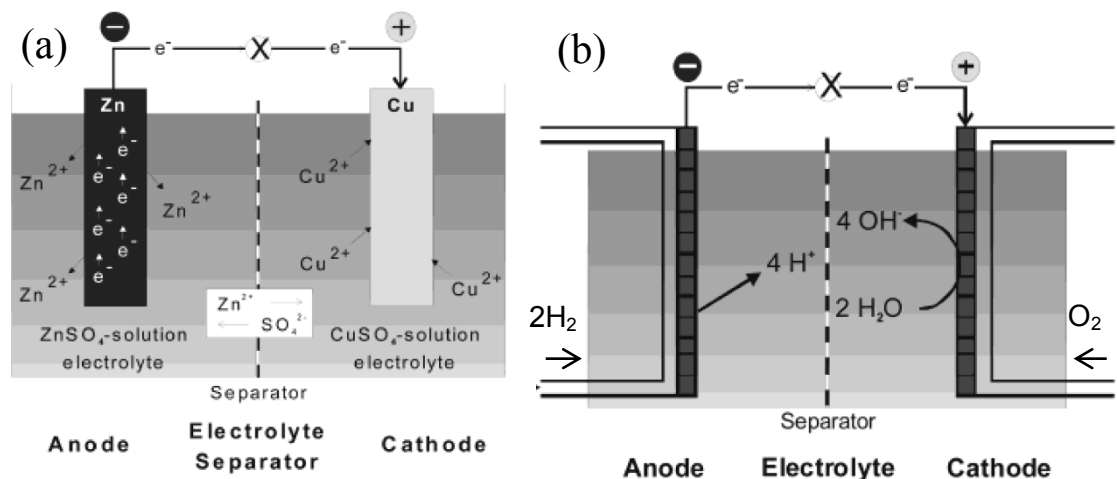 (a)
−
+
e⁻
X
e⁻
Zn
Cu
e⁻
e⁻
e⁻
e⁻
e⁻
e⁻
Zn²⁺
Zn²⁺
Zn²⁺
Cu²⁺
Cu²⁺
Cu²⁺
Zn²⁺ →
← SO₄²⁻
ZnSO₄-solution
electrolyte
CuSO₄-solution
electrolyte
Separator
Anode
Electrolyte
Separator
Cathode
(b)
−
+
e⁻
X
e⁻
4 OH⁻
4 H⁺
2 H₂O
2H₂
O₂
Separator
Anode
Electrolyte
Cathode